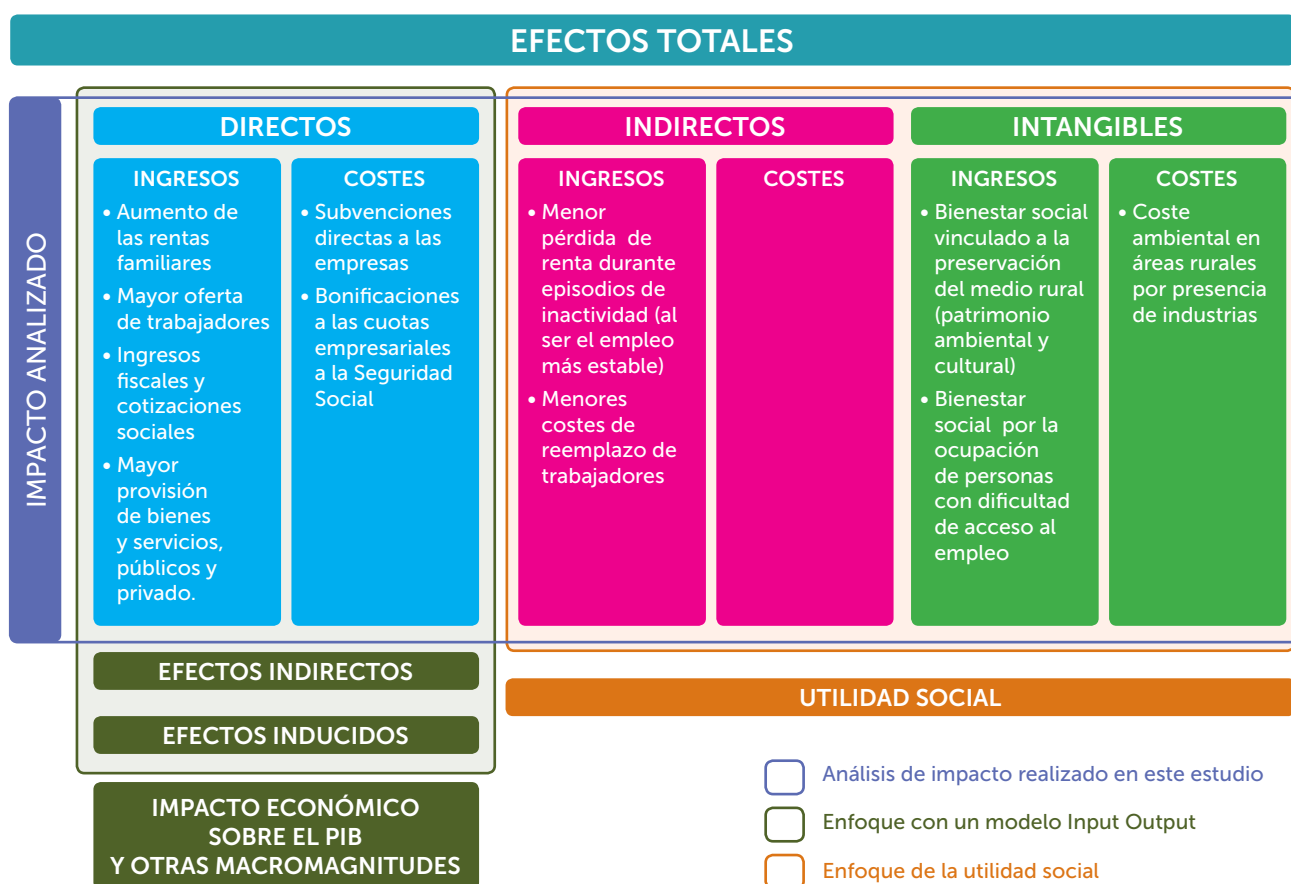 EFECTOS TOTALES
IMPACTO ANALIZADO
DIRECTOS
INGRESOS
• Aumento de
las rentas
familiares
• Mayor oferta
de trabajadores
• Ingresos
fiscales y
cotizaciones
sociales
• Mayor
provisión
de bienes
y servicios,
públicos y
privado.
COSTES
• Subvenciones
directas a las
empresas
• Bonificaciones
a las cuotas
empresariales
a la Seguridad
Social
INDIRECTOS
INGRESOS
• Menor
pérdida de
renta durante
episodios de
inactividad (al
ser el empleo
más estable)
• Menores
costes de
reemplazo de
trabajadores
COSTES
INTANGIBLES
INGRESOS
• Bienestar social
vinculado a la
preservación
del medio rural
(patrimonio
ambiental y
cultural)
• Bienestar
social por la
ocupación
de personas
con dificultad
de acceso al
empleo
COSTES
• Coste
ambiental en
áreas rurales
por presencia
de industrias
EFECTOS INDIRECTOS
EFECTOS INDUCIDOS
IMPACTO ECONÓMICO
SOBRE EL PIB
Y OTRAS MACROMAGNITUDES
UTILIDAD SOCIAL
Análisis de impacto realizado en este estudio
Enfoque con un modelo Input Output
Enfoque de la utilidad social